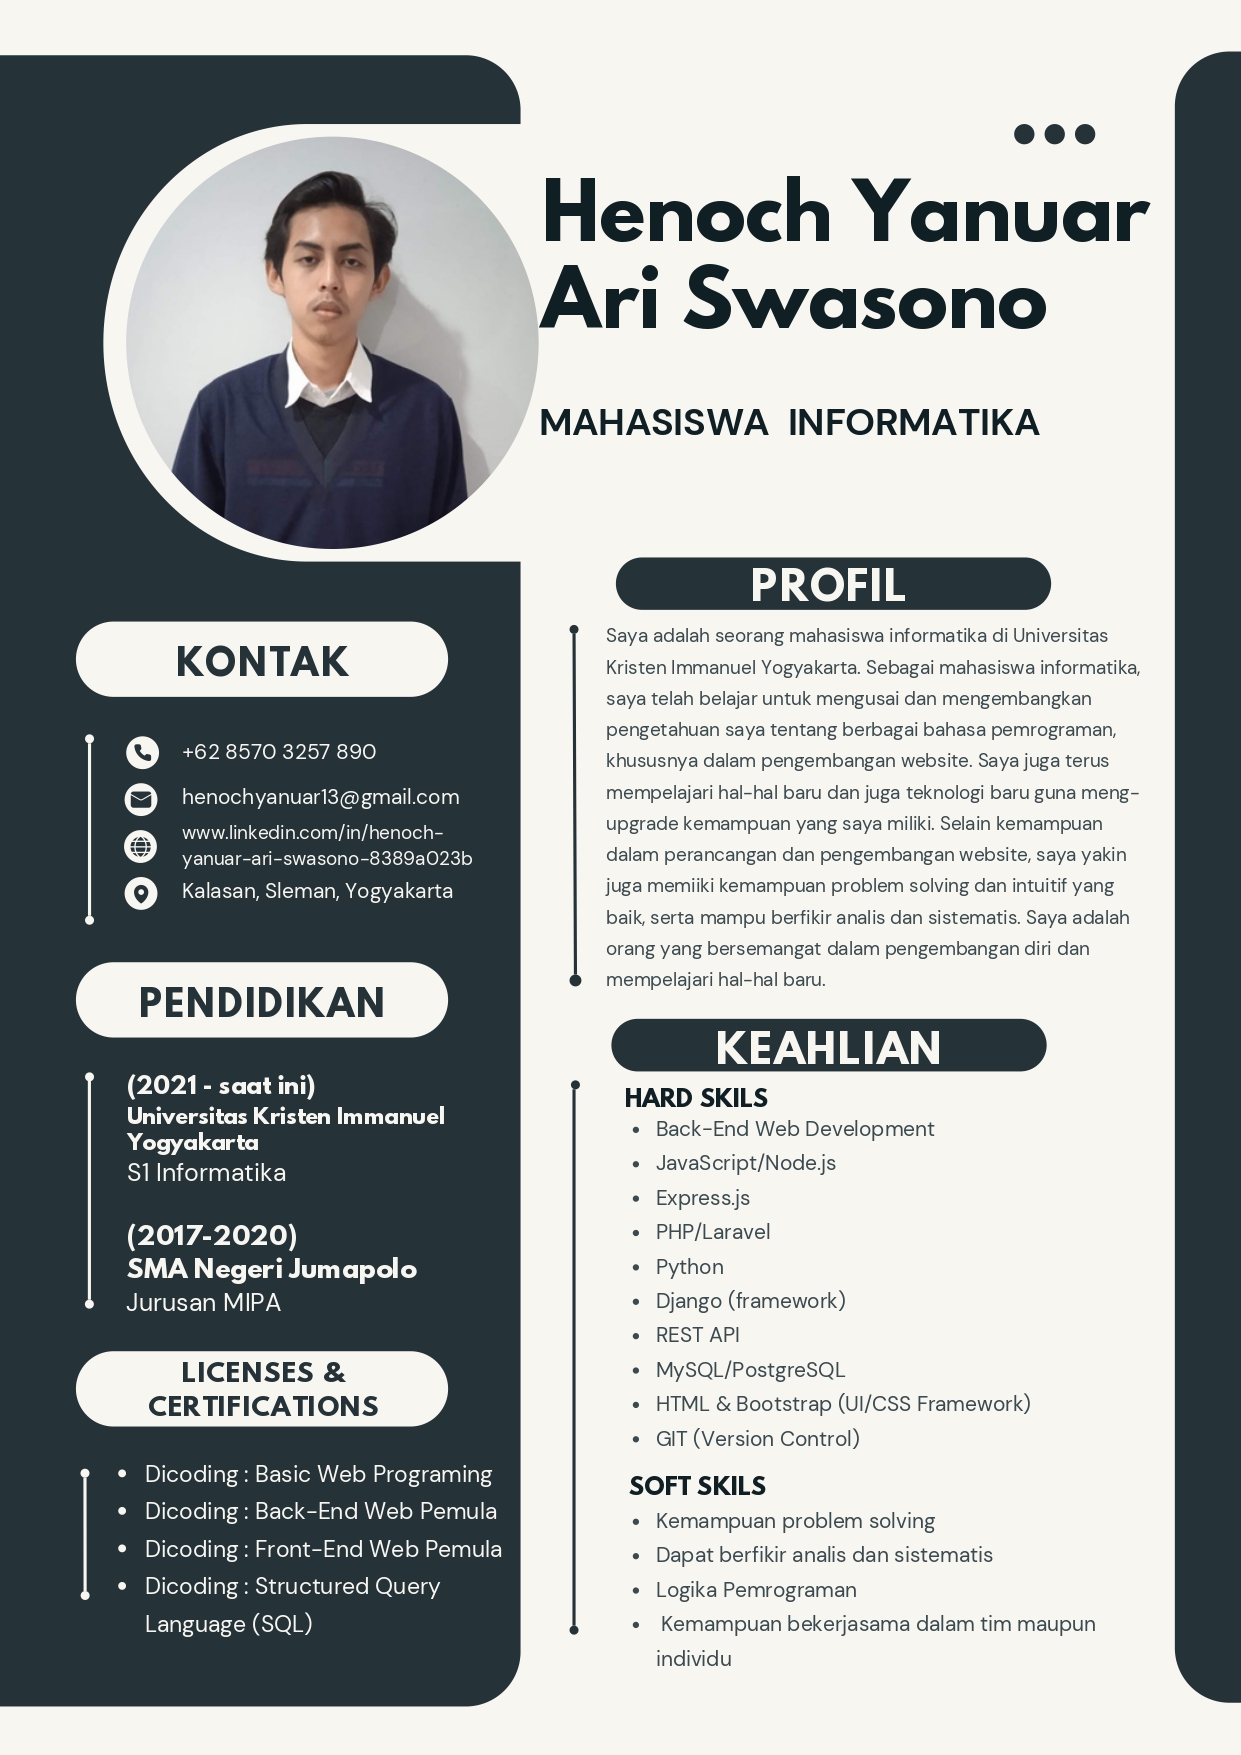 Henoch Yanuar
Ari Swasono
MAHASISWA INFORMATIKA
KONTAK
+62 8570 3257 890
henochyanuar13@gmail.com
www.linkedin.com/in/henoch-
yanuar-ari-swasono-8389a023b
Kalasan, Sleman, Yogyakarta
PENDIDIKAN
(2021 - saat ini)
Universitas Kristen Immanuel
Yogyakarta
S1 Informatika
(2017-2020)
SMA Negeri Jumapolo
Jurusan MIPA
LICENSES &
CERTIFICATIONS
• Dicoding : Basic Web Programing
• Dicoding : Back-End Web Pemula
• Dicoding : Front-End Web Pemula
• Dicoding : Structured Query
Language (SQL)
PROFIL
Saya adalah seorang mahasiswa informatika di Universitas
Kristen Immanuel Yogyakarta. Sebagai mahasiswa informatika,
saya telah belajar untuk mengusai dan mengembangkan
pengetahuan saya tentang berbagai bahasa pemrograman,
khususnya dalam pengembangan website. Saya juga terus
mempelajari hal-hal baru dan juga teknologi baru guna meng-
upgrade kemampuan yang saya miliki. Selain kemampuan
dalam perancangan dan pengembangan website, saya yakin
juga memiiki kemampuan problem solving dan intuitif yang
baik, serta mampu berfikir analis dan sistematis. Saya adalah
orang yang bersemangat dalam pengembangan diri dan
mempelajari hal-hal baru.
KEAHLIAN
HARD SKILS
• Back-End Web Development
• JavaScript/Node.js
• Express.js
• PHP/Laravel
• Python
• Django (framework)
• REST API
• MySQL/PostgreSQL
• HTML & Bootstrap (UI/CSS Framework)
• GIT (Version Control)
SOFT SKILS
• Kemampuan problem solving
• Dapat berfikir analis dan sistematis
• Logika Pemrograman
• Kemampuan bekerjasama dalam tim maupun
individu